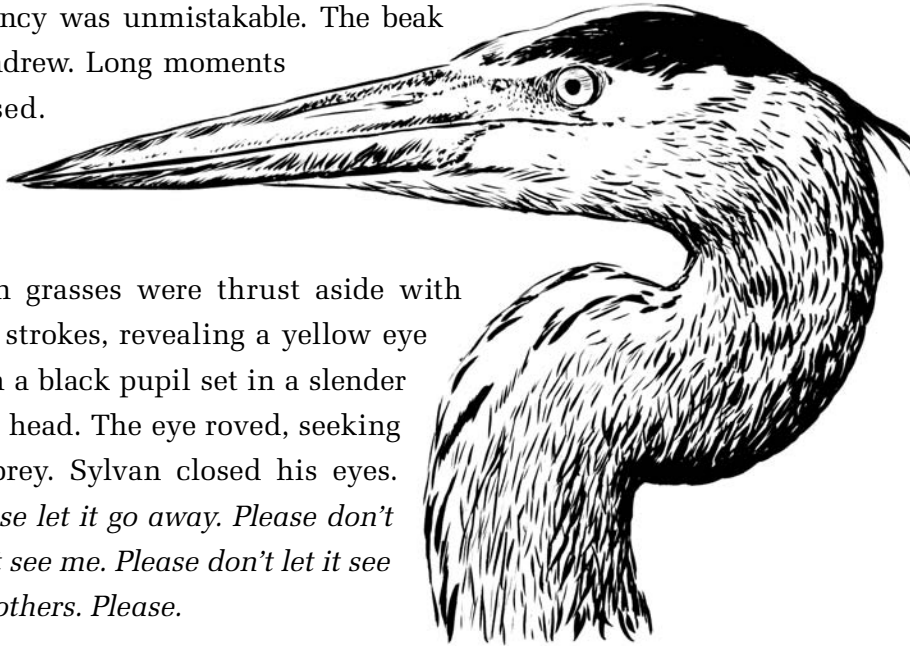 ncy was unmistakable. The beak
hdrew. Long moments
sed.
n grasses were thrust aside with
strokes, revealing a yellow eye
h a black pupil set in a slender
head. The eye roved, seeking
prey. Sylvan closed his eyes.
se let it go away. Please don’t
t see me. Please don’t let it see
others. Please.